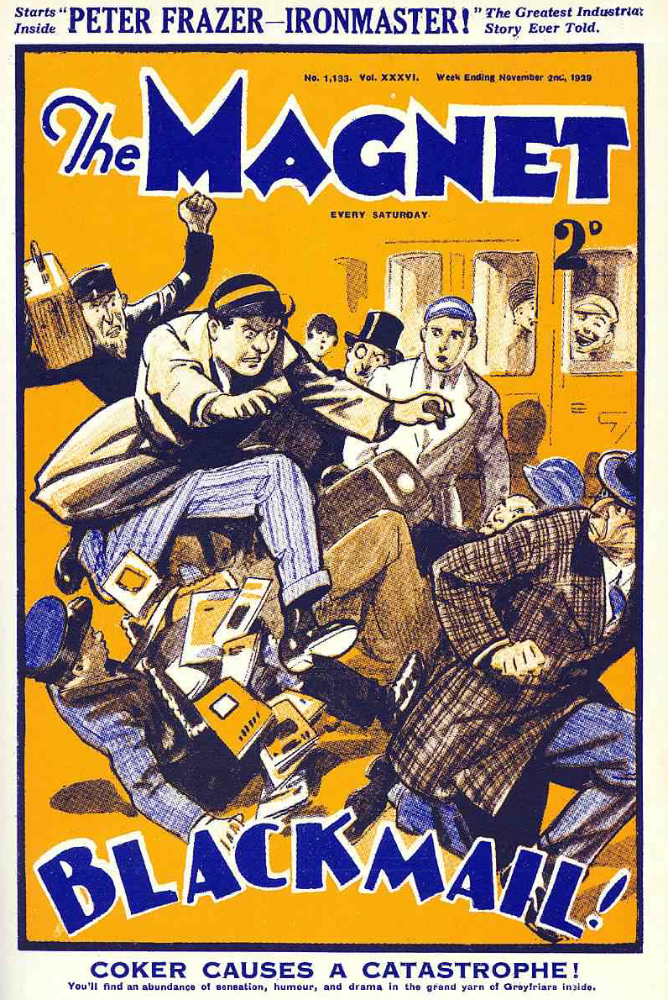 Starts "PETER FRAZER—IRONMASTER!" The Greatest Industrial
Inside Story Ever Told.
No. 1,133. Vol. XXXVI. Week Ending November 2nd, 1929
The MAGNET
EVERY SATURDAY.
2D
BLACKMAIL!
COKER CAUSES A CATASTROPHE!
You'll find an abundance of sensation, humour, and drama in the grand yarn of Greyfriars inside.